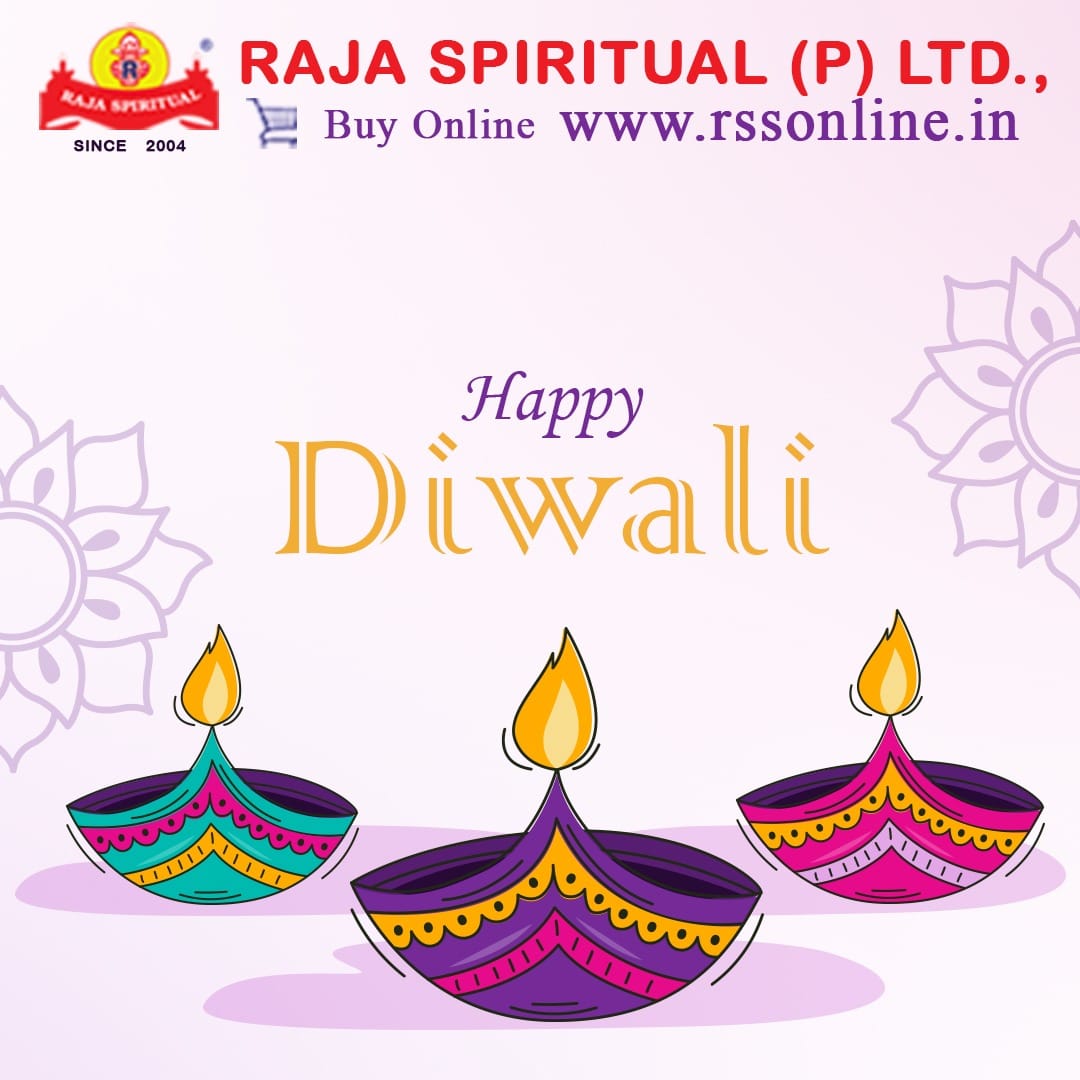 RAJA SPIRITUAL (P) LTD.,
R
RAJA SPIRITUAL
®
SINCE 2004
Buy Online www.rssonline.in
Happy
Diwali